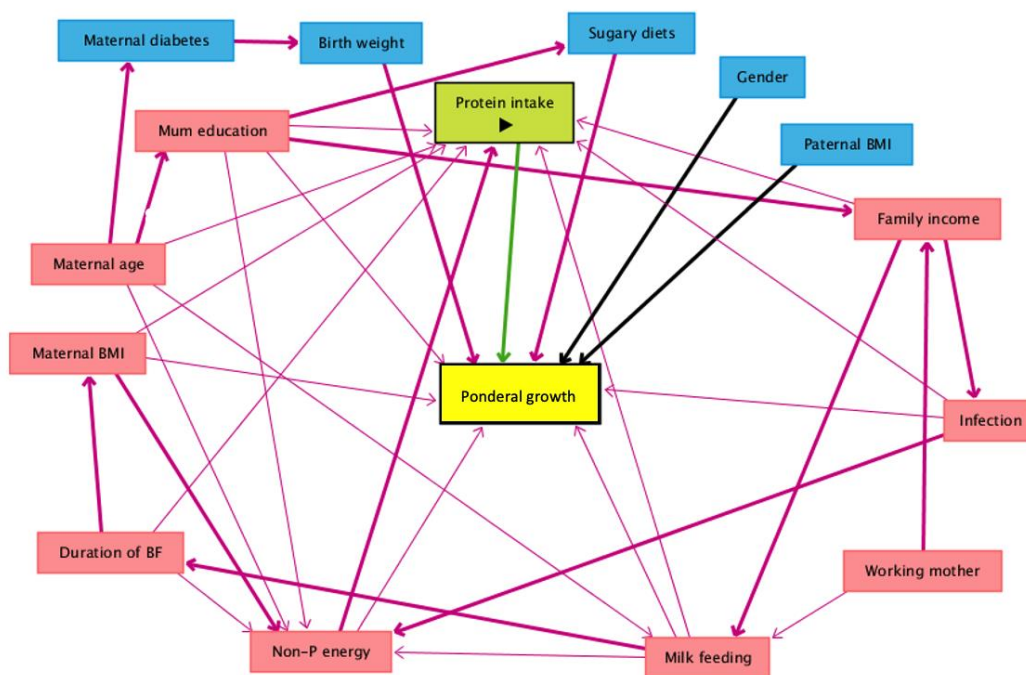 Maternal diabetes
Birth weight
Sugary diets
Gender
Protein intake
Mum education
Paternal BMI
Family income
Maternal age
Maternal BMI
Ponderal growth
Infection
Duration of BF
Working mother
Non-P energy
Milk feeding